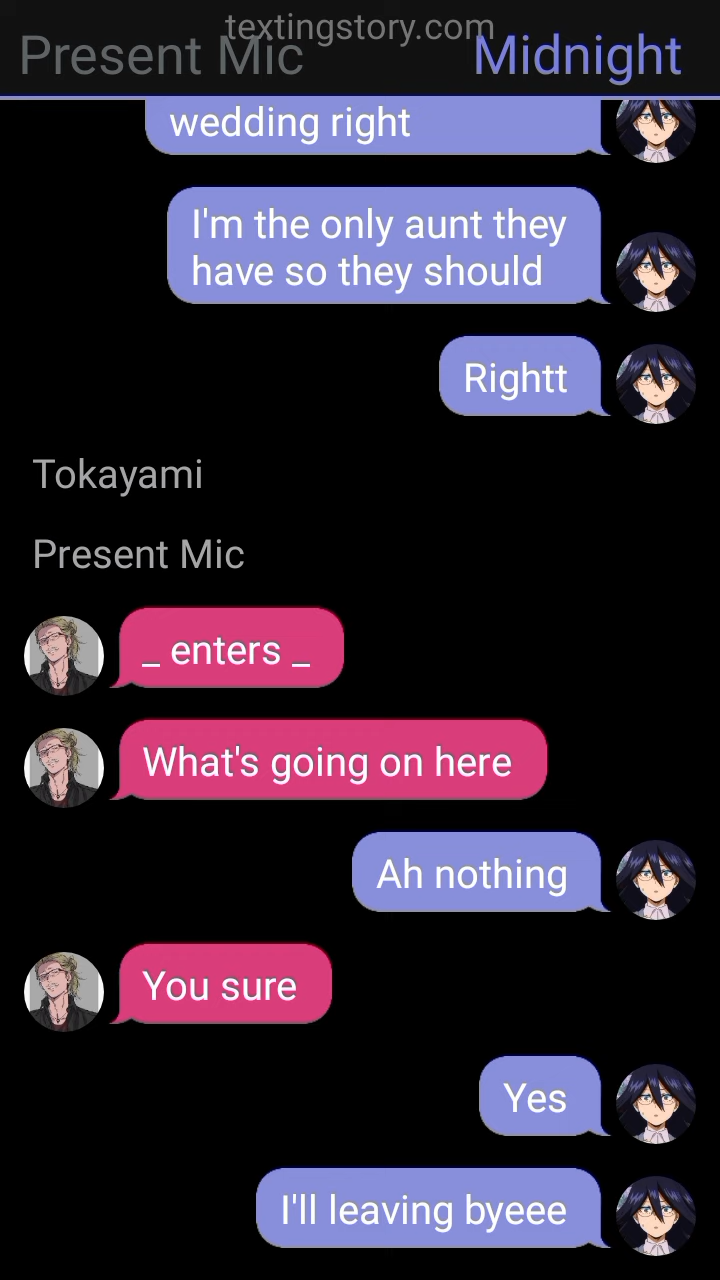 textingstory.com
Present Mic
Midnight
wedding right
I'm the only aunt they
have so they should
Rightt
Tokayami
Present Mic
_ enters _
What's going on here
Ah nothing
You sure
Yes
I'll leaving byeee